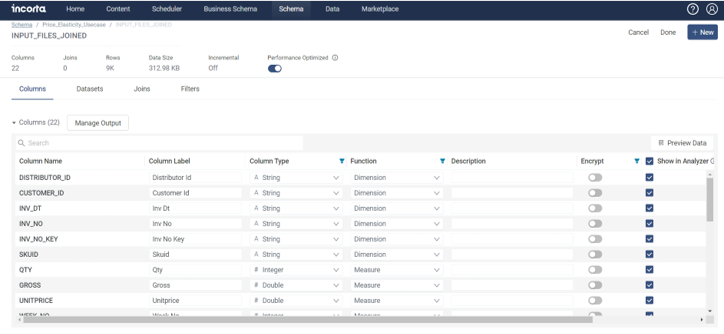 incorta Home Content Scheduler Business Schema Schema Data Marketplace
Schema / Price_Elasticity_Usecase / INPUT_FILES_JOINED
INPUT_FILES_JOINED Cancel Done + New
Columns Joins Rows Data Size Incremental Performance Optimized
22 0 9K 312.98 KB Off
Columns Datasets Joins Filters
Columns (22) Manage Output
Search Preview Data
Column Name Column Label Column Type Function Description Encrypt Show in Analyzer G
DISTRIBUTOR_ID Distributor Id A String Dimension
CUSTOMER_ID Customer Id A String Dimension
INV_DT Inv Dt A String Dimension
INV_NO Inv No A String Dimension
INV_NO_KEY Inv No Key A String Dimension
SKUID Skuid A String Dimension
QTY Qty # Integer Measure
GROSS Gross # Double Measure
UNITPRICE Unitprice # Double Measure
WEEK_NO Week No # Integer Measure